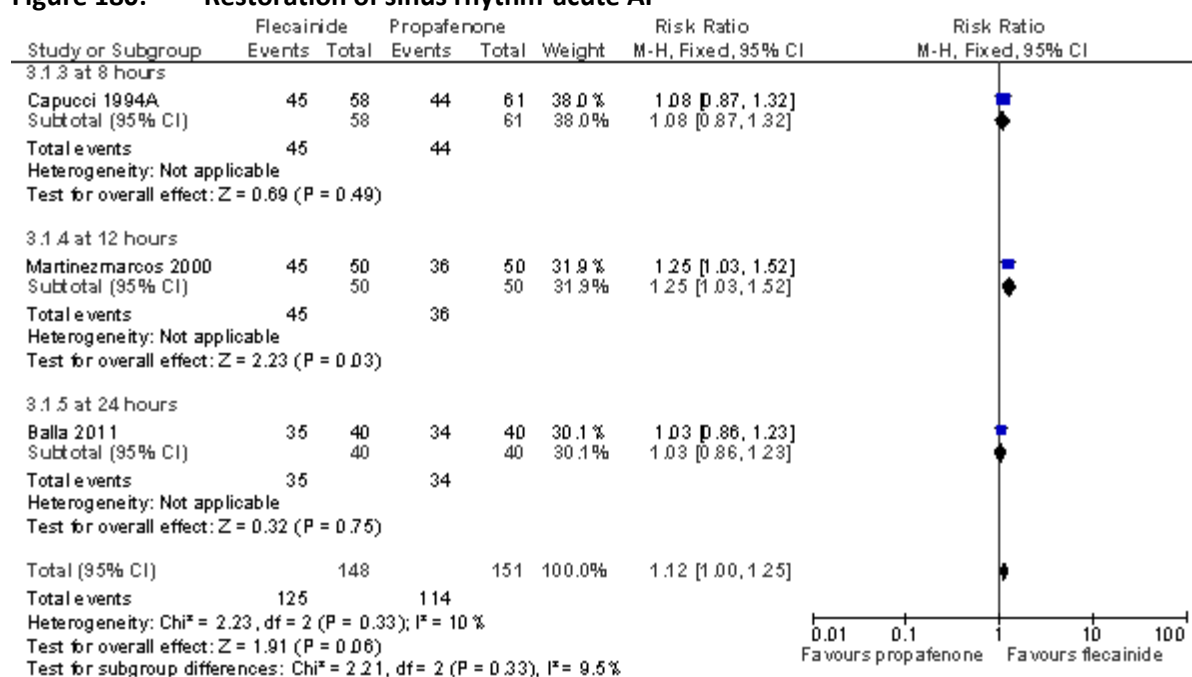 Figure 180: Restoration of sinus rhythm-acute AF
Flecainide Propafenone Risk Ratio Risk Ratio
Study or Subgroup Events Total Events Total Weight M-H, Fixed, 95% CI M-H, Fixed, 95% CI
3.1.3 at 8 hours
Capucci 1994A 45 58 44 61 38.0% 1.08 [0.87, 1.32]
Subtotal (95% CI) 58 61 38.0% 1.08 [0.87, 1.32]
Total events 45 44
Heterogeneity: Not applicable
Test for overall effect: Z = 0.69 (P = 0.49)
3.1.4 at 12 hours
Martinezmarcos 2000 45 50 36 50 31.9% 1.25 [1.03, 1.52]
Subtotal (95% CI) 50 50 31.9% 1.25 [1.03, 1.52]
Total events 45 36
Heterogeneity: Not applicable
Test for overall effect: Z = 2.23 (P = 0.03)
3.1.5 at 24 hours
Balla 2011 35 40 34 40 30.1% 1.03 [0.86, 1.23]
Subtotal (95% CI) 40 40 30.1% 1.03 [0.86, 1.23]
Total events 35 34
Heterogeneity: Not applicable
Test for overall effect: Z = 0.32 (P = 0.75)
Total (95% CI) 148 151 100.0% 1.12 [1.00, 1.25]
Total events 125 114
Heterogeneity: Chi² = 2.23, df = 2 (P = 0.33); I² = 10%
Test for overall effect: Z = 1.91 (P = 0.06)
Test for subgroup differences: Chi² = 2.21, df = 2 (P = 0.33), I² = 9.5%
0.01 0.1 1 10 100
Favours propafenone Favours flecainide